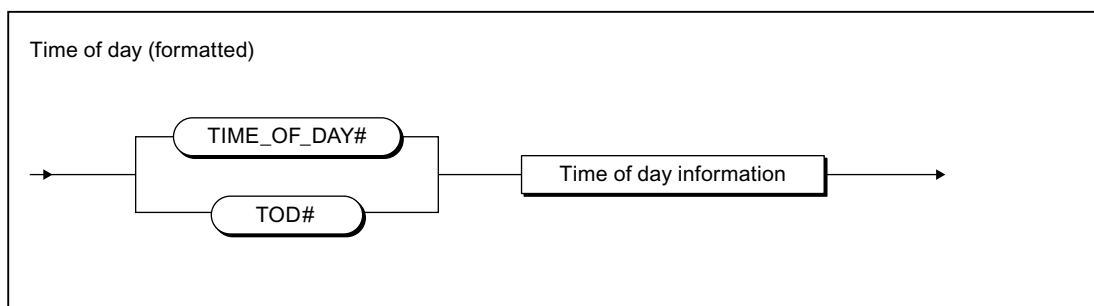 Time of day (formatted)
TIME_OF_DAY#
Time of day information
TOD#